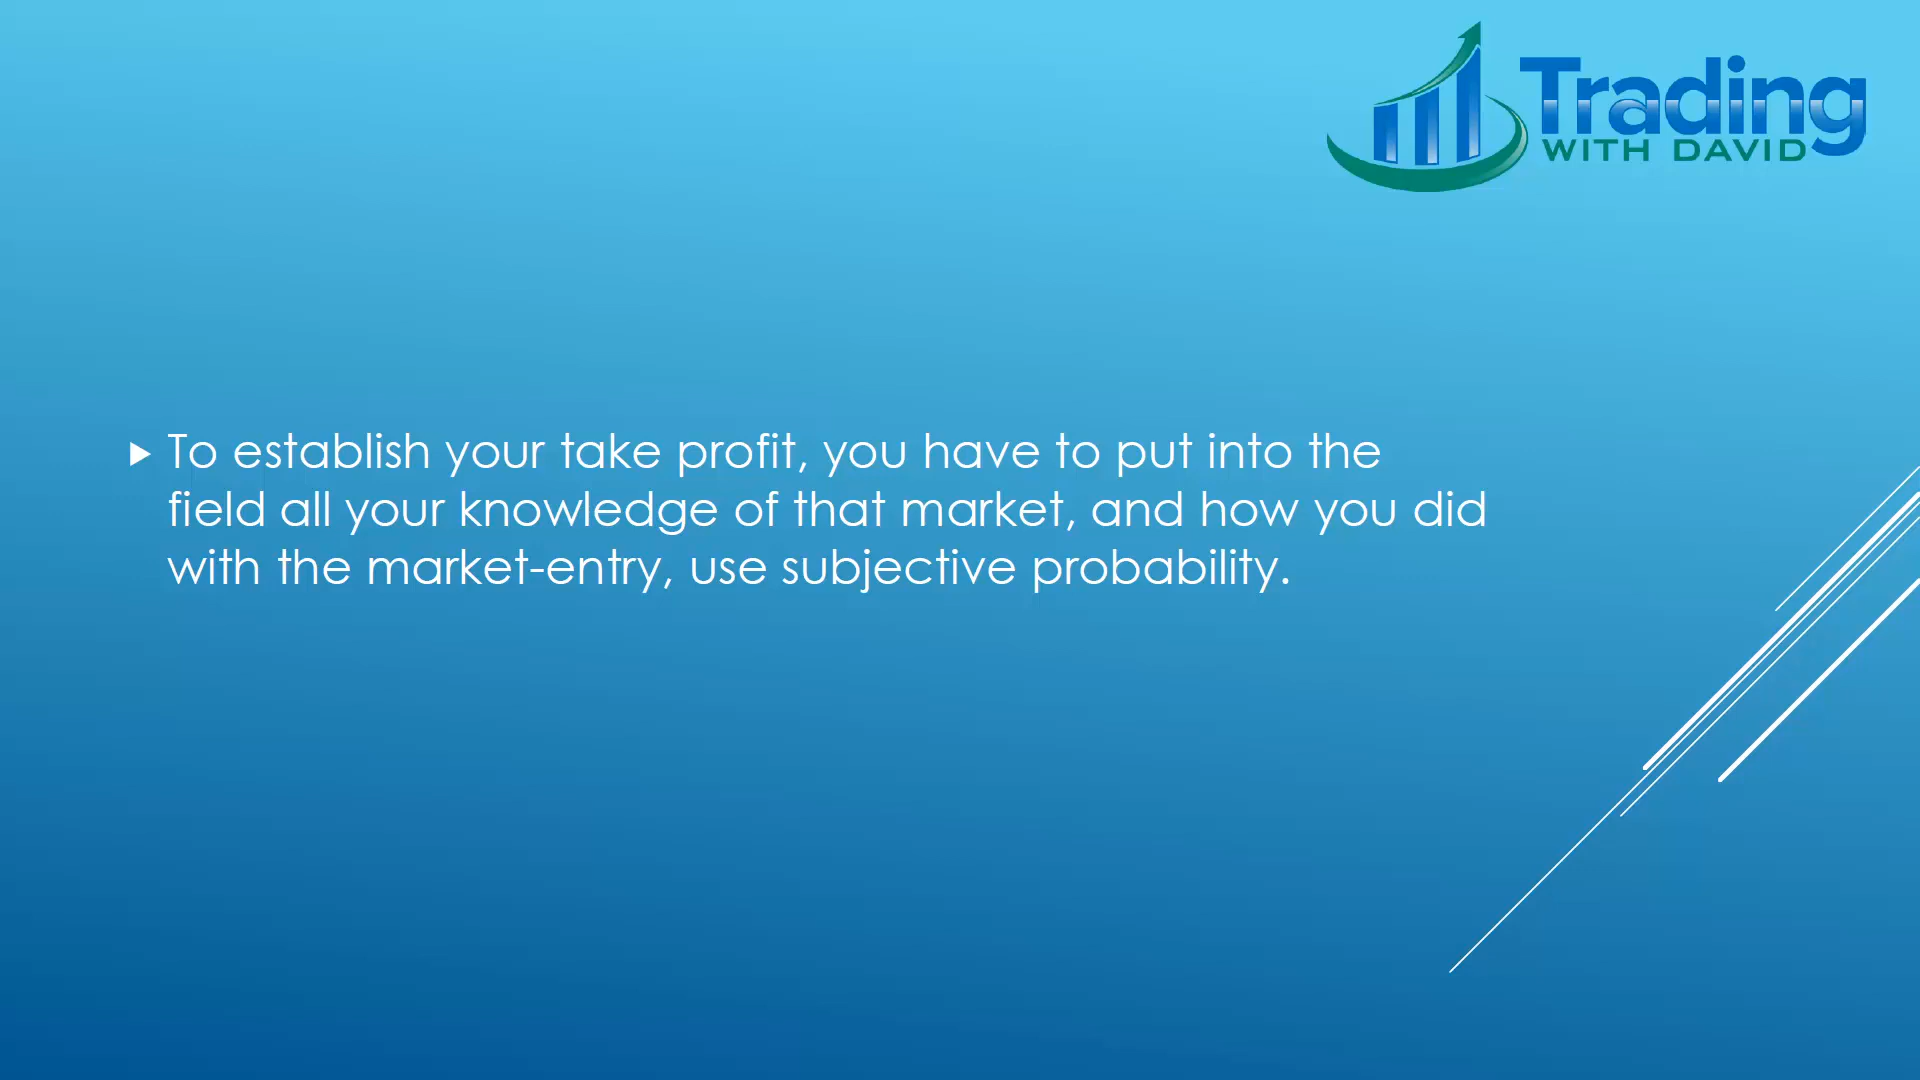 Trading
WITH DAVID
To establish your take profit, you have to put into the
field all your knowledge of that market, and how you did
with the market-entry, use subjective probability.